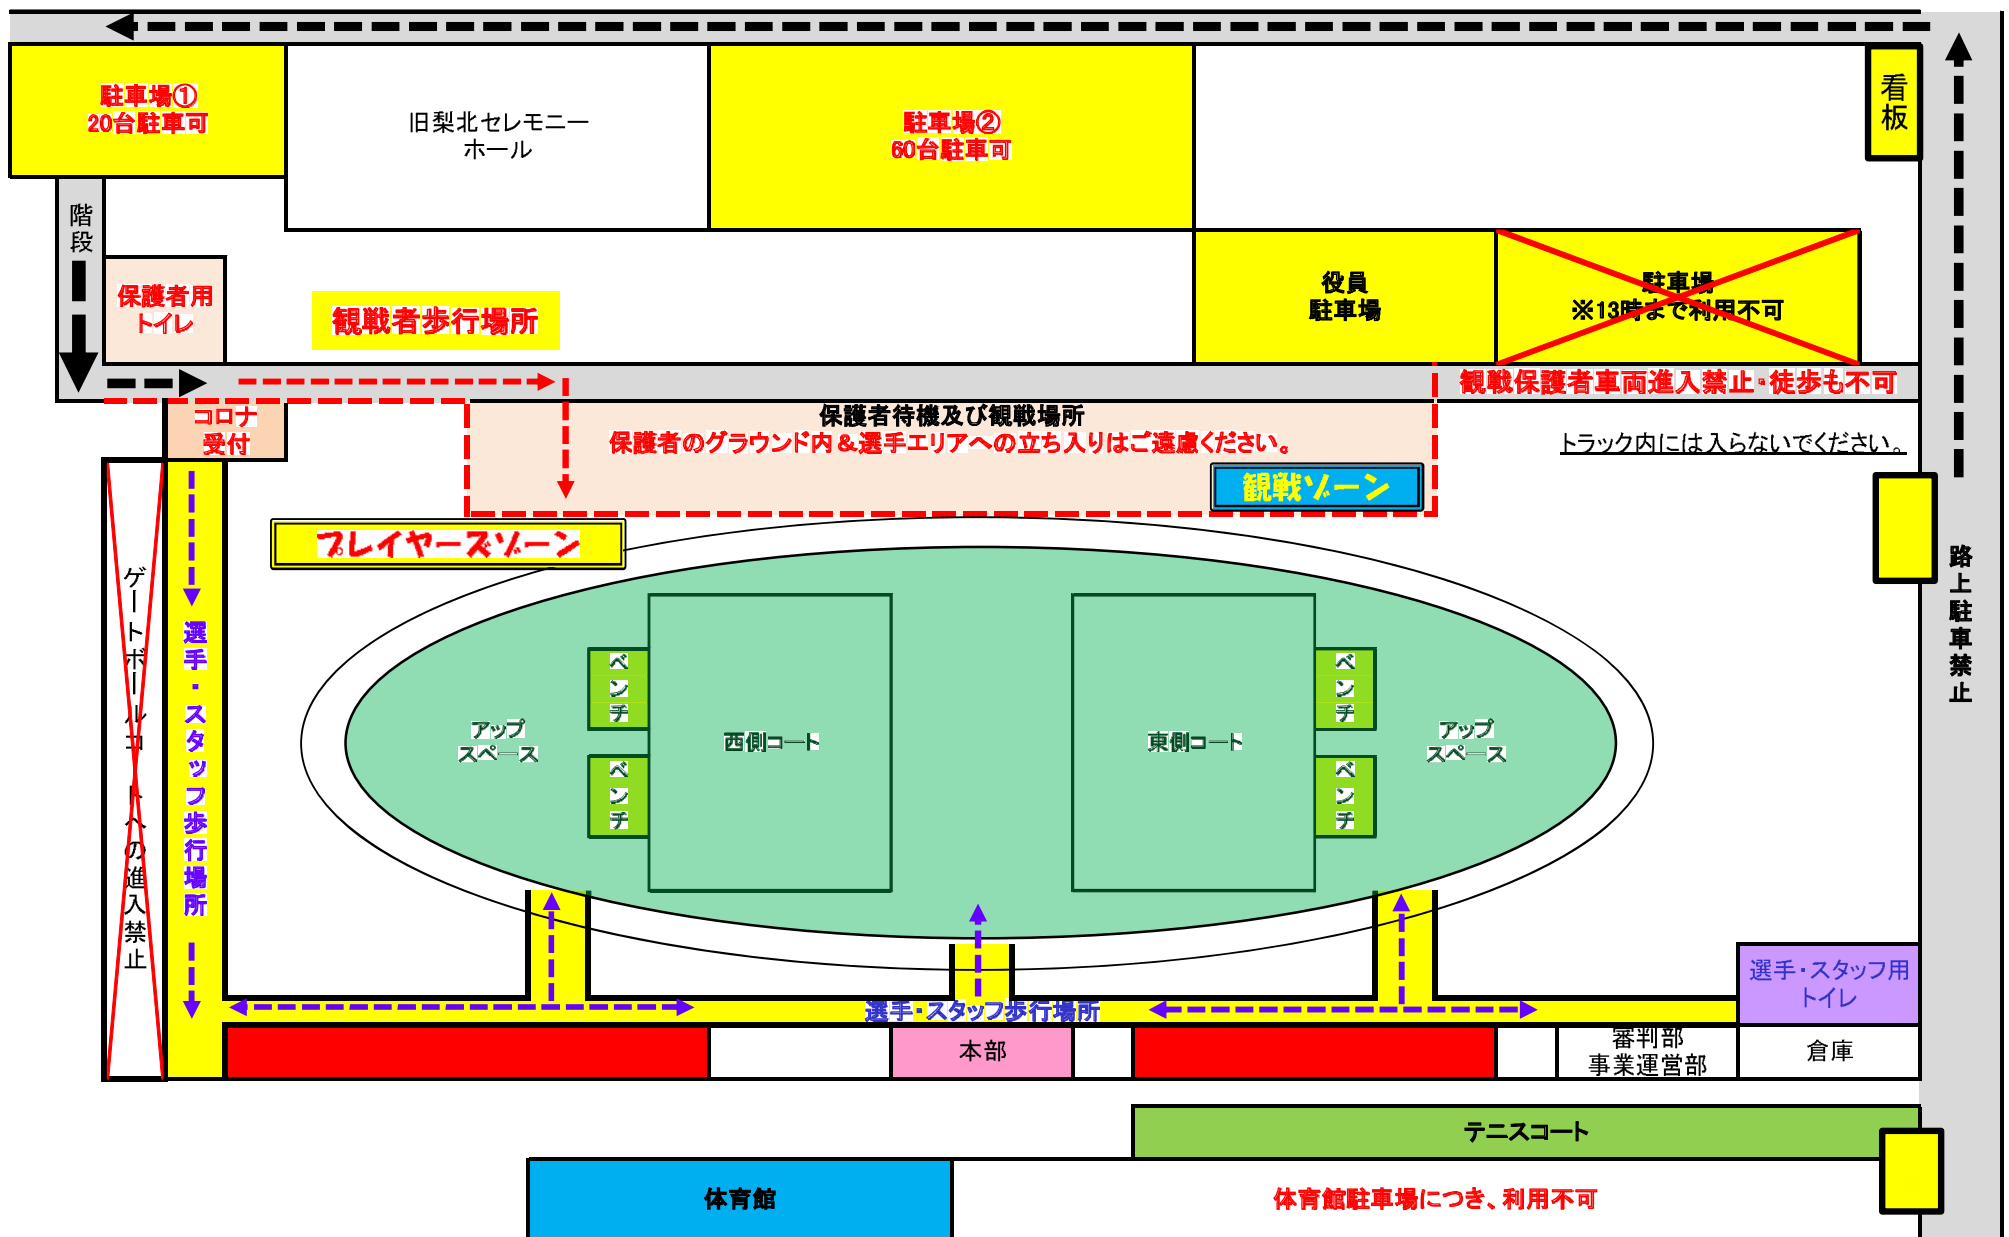 駐車場①
20台駐車可
旧梨北セレモニー
ホール
駐車場②
60台駐車可
看板
階段
保護者用
トイレ
観戦者歩行場所
役員
駐車場
駐車場
※13時まで利用不可
観戦保護者車両進入禁止・徒歩も不可
コロナ
受付
保護者待機及び観戦場所
保護者のグラウンド内&選手エリアへの立ち入りはご遠慮ください。
トラック内には入らないでください。
観戦ゾーン
プレイヤーズゾーン
路上駐車禁止
ゲートボールコートへの進入禁止
選手・スタッフ歩行場所
アップ
スペース
ベンチ
ベンチ
西側コート
東側コート
ベンチ
ベンチ
アップ
スペース
選手・スタッフ歩行場所
選手・スタッフ用
トイレ
本部
審判部
事業運営部
倉庫
テニスコート
体育館
体育館駐車場につき、利用不可